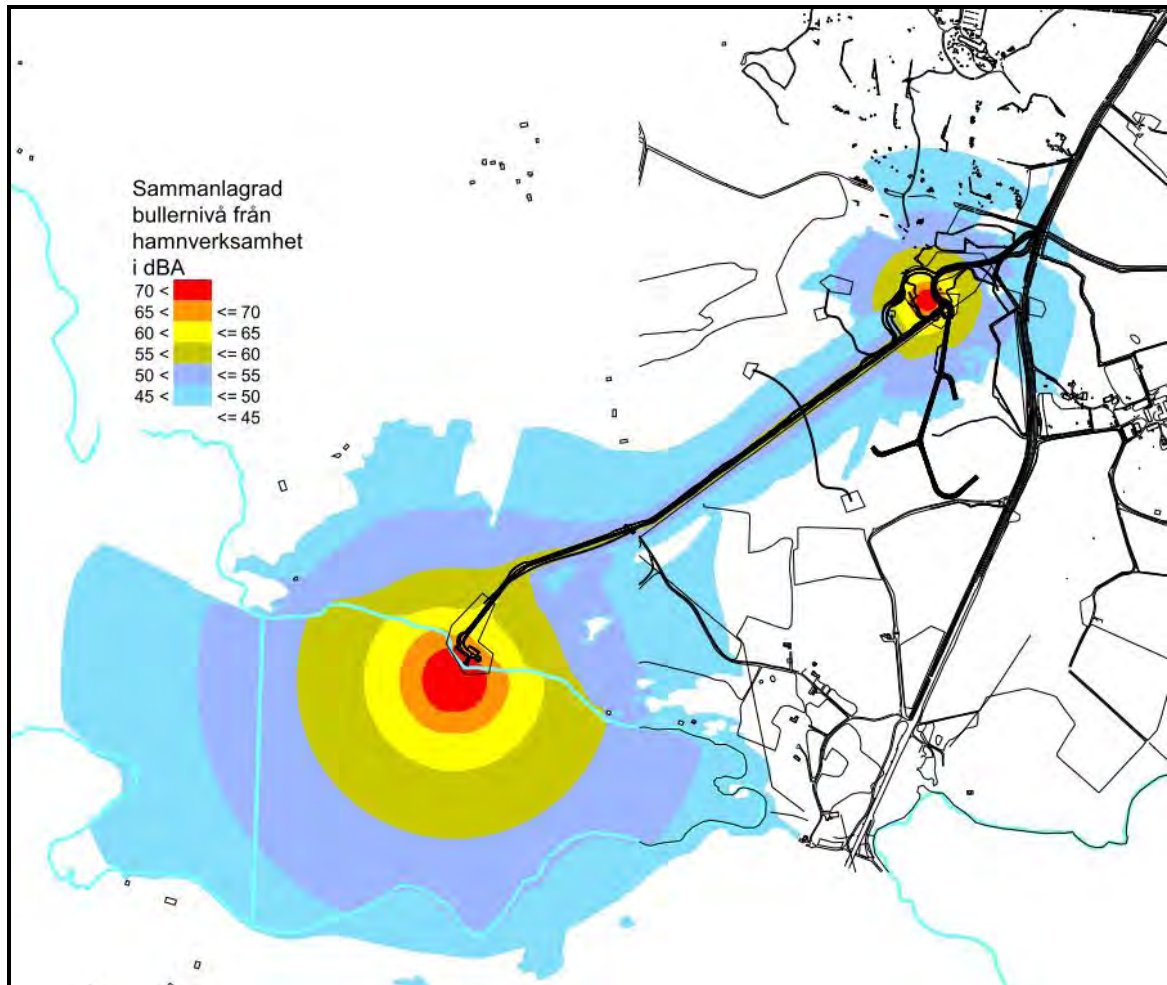 Sammanlagrad
bullernivå från
hamnverksamhet
i dBA
70 <
65 < <= 70
60 < <= 65
55 < <= 60
50 < <= 55
45 < <= 50
<= 45